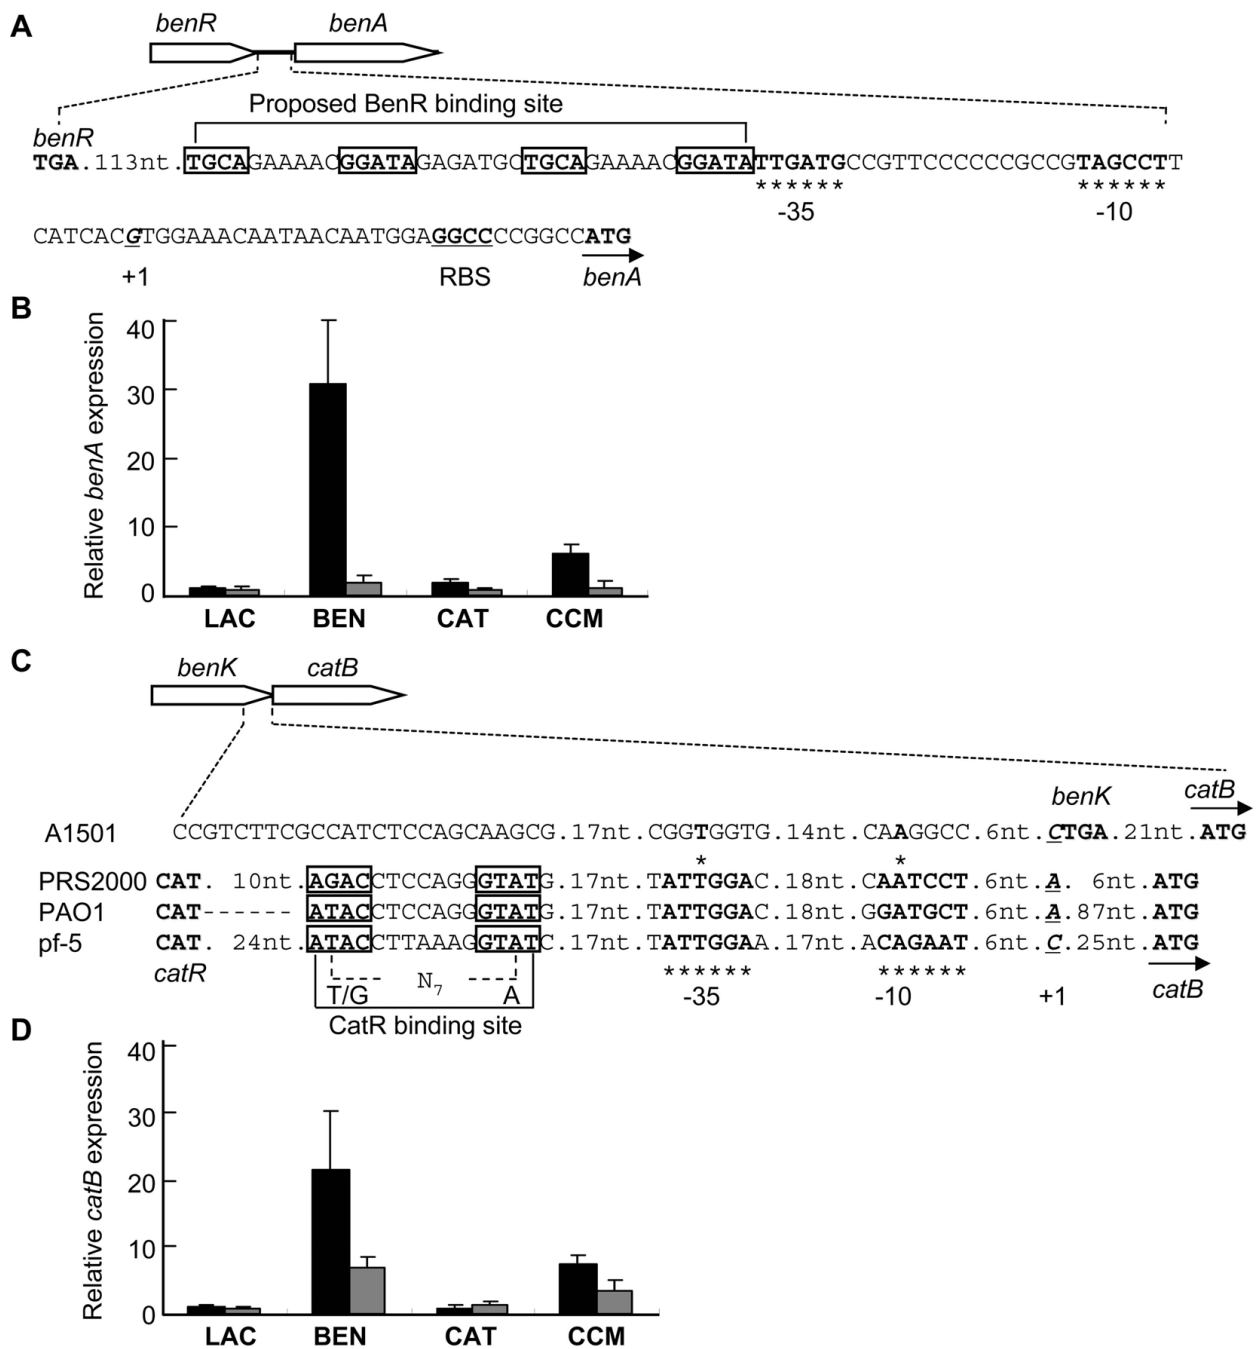 A
benR benA
Proposed BenR binding site
benR
TGA.113nt.TGCAGAAAACGGATAGAGATGCTGCAGAAAACGGATATTGATGCCGTTCCCCCCGCCGTAGCCTT
****** ******
-35 -10
CATCACGTGGAAACAATAACAATGGAGGCCCCGGCCATG
+1 RBS benA
B
Relative benA expression
40
30
20
10
0
LAC BEN CAT CCM
C
benK catB
benK catB
A1501 CCGTCTTCGCCATCTCCAGCAAGCG.17nt.CGGTGGTG.14nt.CAAGGCC.6nt.CTGA.21nt.ATG
* *
PRS2000 CAT. 10nt.AGACCTCCAGGGTATG.17nt.TATTGGAC.18nt.CAATCCT.6nt.A. 6nt.ATG
PAO1 CAT------ATACCTCCAGGGTATG.17nt.TATTGGAC.18nt.GGATGCT.6nt.A.87nt.ATG
pf-5 CAT. 24nt.ATACCTTAAAGGTATC.17nt.TATTGGAA.17nt.ACAGAAT.6nt.C.25nt.ATG
catR N7 ****** ******
T/G A -35 -10 +1 catB
CatR binding site
D
Relative catB expression
40
30
20
10
0
LAC BEN CAT CCM